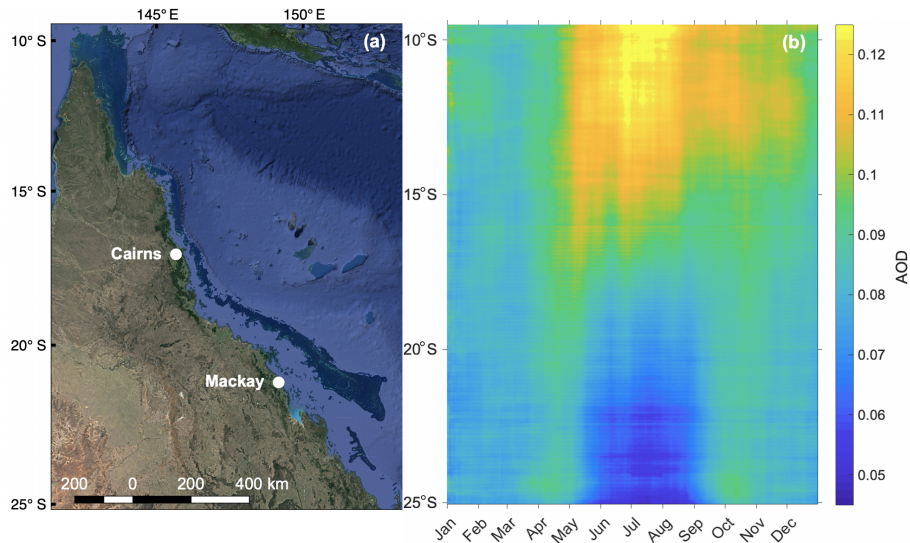 145° E
150° E
(a)
10° S
15° S
20° S
25° S
Cairns
Mackay
200
0
200
400 km
(b)
10°S
15°S
20°S
25°S
Jan
Feb
Mar
Apr
May
Jun
Jul
Aug
Sep
Oct
Nov
Dec
0.12
0.11
0.10
0.09
0.08
0.07
0.06
0.05
AOD